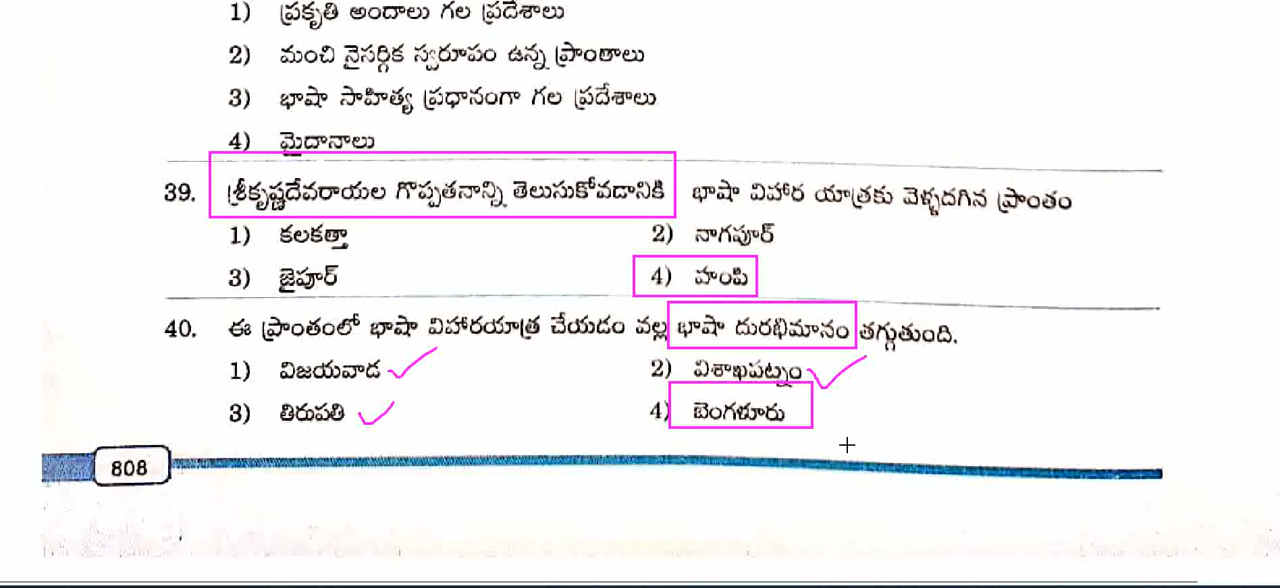 1) ప్రకృతి అందాలు గల ప్రదేశాలు
2) మంచి నైసర్గిక స్వరూపం ఉన్న ప్రాంతాలు
3) భాషా సాహిత్య ప్రధానంగా గల ప్రదేశాలు
4) మైదానాలు
39. శ్రీకృష్ణదేవరాయల గొప్పతనాన్ని తెలుసుకోవడానికి భాషా విహార యాత్రకు వెళ్ళదగిన ప్రాంతం
1) కలకత్తా 2) నాగపూర్
3) జైపూర్ 4) హంపి
40. ఈ ప్రాంతంలో భాషా విహారయాత్ర చేయడం వల్ల భాషా దురభిమానం తగ్గుతుంది.
1) విజయవాడ 2) విశాఖపట్నం
3) తిరుపతి 4) బెంగళూరు
808